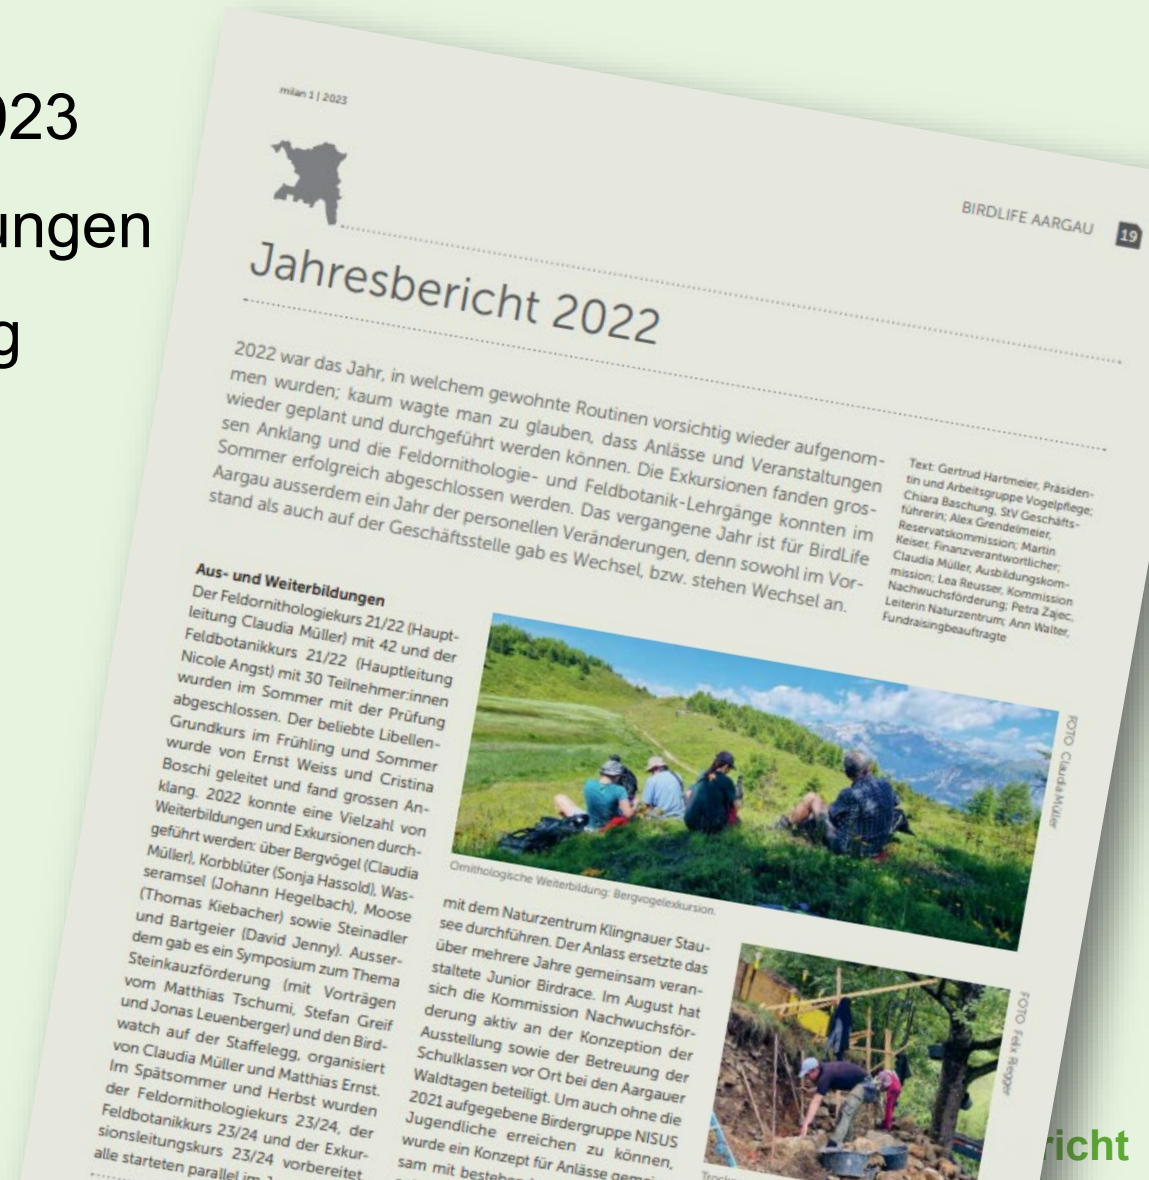 023
ungen
g
milan 1 | 2023
BIRDLIFE AARGAU 19
Jahresbericht 2022
2022 war das Jahr, in welchem gewohnte Routinen vorsichtig wieder aufgenom-
men wurden; kaum wagte man zu glauben, dass Anlässe und Veranstaltungen
wieder geplant und durchgeführt werden können. Die Exkursionen fanden gros-
sen Anklang und die Feldornithologie- und Feldbotanik-Lehrgänge konnten im
Sommer erfolgreich abgeschlossen werden. Das vergangene Jahr ist für BirdLife
Aargau ausserdem ein Jahr der personellen Veränderungen, denn sowohl im Vor-
stand als auch auf der Geschäftsstelle gab es Wechsel, bzw. stehen Wechsel an.
Text: Gertrud Hartmeier, Präsiden-
tin und Arbeitsgruppe Vogelpflege;
Chiara Baschung, StV Geschäfts-
führerin; Alex Grendelmeier,
Reservatskommission; Martin
Keiser, Finanzverantwortlicher;
Claudia Müller, Ausbildungskom-
mission; Lea Reusser, Kommission
Nachwuchsförderung; Petra Zajec,
Leiterin Naturzentrum; Ann Walter,
Fundraisingbeauftragte
Aus- und Weiterbildungen
Der Feldornithologiekurs 21/22 (Haupt-
leitung Claudia Müller) mit 42 und der
Feldbotanikkurs 21/22 (Hauptleitung
Nicole Angst) mit 30 Teilnehmer:innen
wurden im Sommer mit der Prüfung
abgeschlossen. Der beliebte Libellen-
Grundkurs im Frühling und Sommer
wurde von Ernst Weiss und Cristina
Boschi geleitet und fand grossen An-
klang. 2022 konnte eine Vielzahl von
Weiterbildungen und Exkursionen durch-
geführt werden: über Bergvögel (Claudia
Müller), Korbblüter (Sonja Hassold), Was-
seramsel (Johann Hegelbach), Moose
(Thomas Kiebacher) sowie Steinadler
und Bartgeier (David Jenny). Ausser-
dem gab es ein Symposium zum Thema
Steinkauzförderung (mit Vorträgen
vom Matthias Tschumi, Stefan Greif
und Jonas Leuenberger) und den Bird-
watch auf der Staffelegg, organisiert
von Claudia Müller und Matthias Ernst.
Im Spätsommer und Herbst wurden
der Feldornithologiekurs 23/24, der
Feldbotanikkurs 23/24 und der Exkur-
sionsleitungskurs 23/24 vorbereitet,
alle starteten parallel im
FOTO Claudia Müller
Ornithologische Weiterbildung: Bergvogelexkursion.
mit dem Naturzentrum Klingnauer Stau-
see durchführen. Der Anlass ersetzte das
über mehrere Jahre gemeinsam veran-
staltete Junior Birdrace. Im August hat
sich die Kommission Nachwuchsför-
derung aktiv an der Konzeption der
Ausstellung sowie der Betreuung der
Schulklassen vor Ort bei den Aargauer
Waldtagen beteiligt. Um auch ohne die
2021 aufgegebene Birdergruppe NISUS
Jugendliche erreichen zu können,
wurde ein Konzept für Anlässe
sam mit
FOTO Felix Riegger
richt